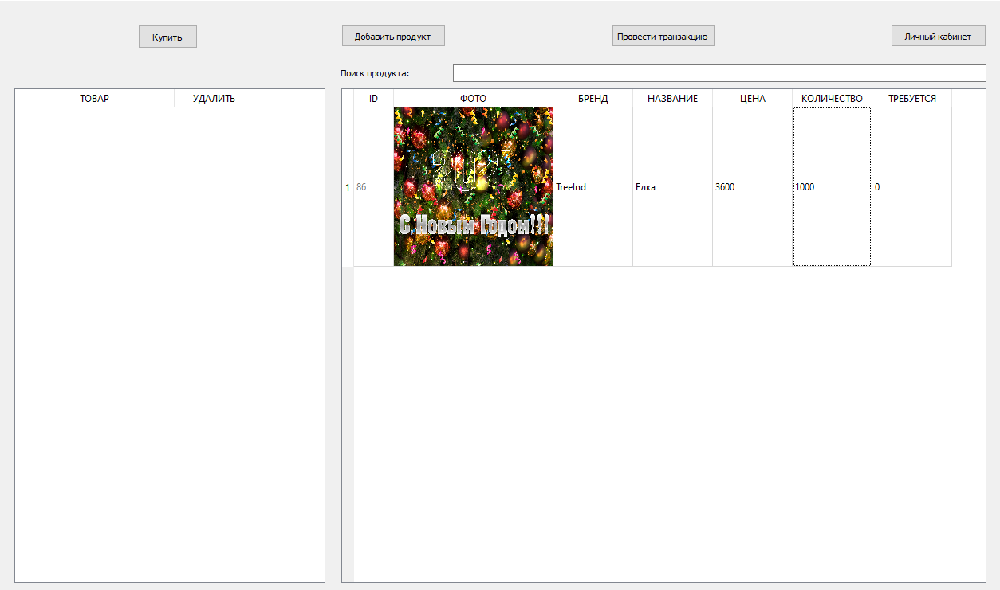 Купить
Добавить продукт
Провести транзакцию
Личный кабинет
Поиск продукта:
ТОВАР УДАЛИТЬ
ID ФОТО БРЕНД НАЗВАНИЕ ЦЕНА КОЛИЧЕСТВО ТРЕБУЕТСЯ
1 86 TreeInd Елка 3600 1000 0
С Новым Годом!!!